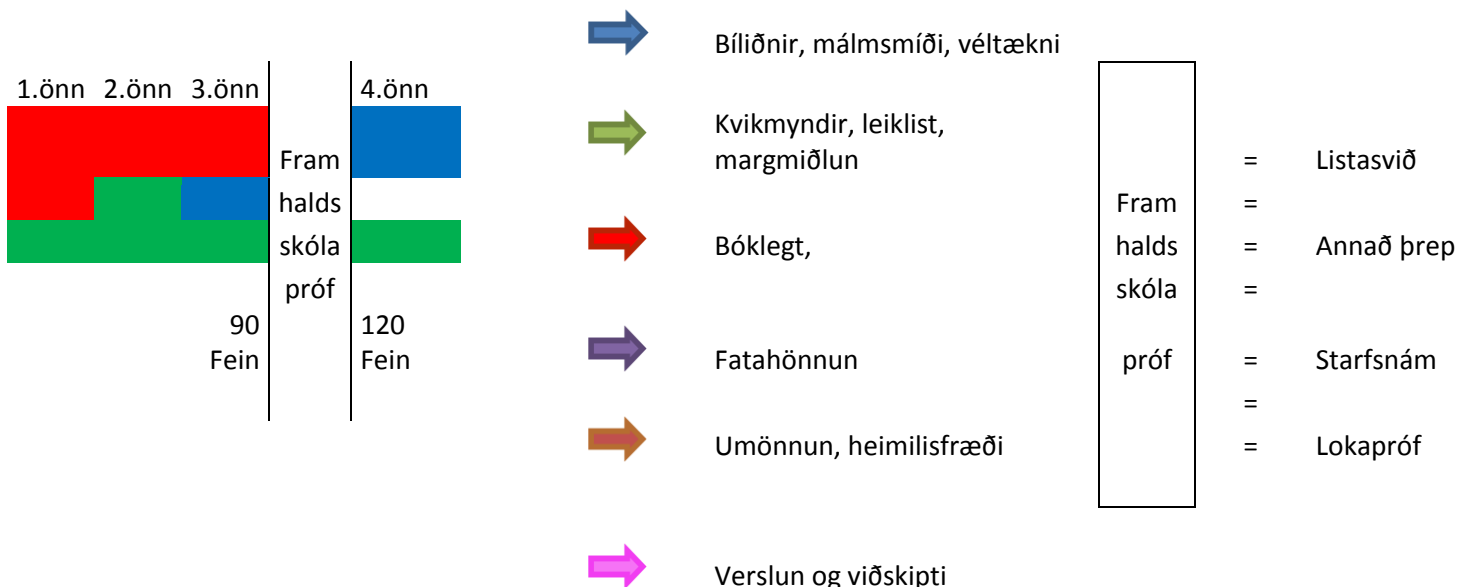 1.önn 2.önn 3.önn
4.önn
Fram
halds
skóla
próf
90
Fein
120
Fein
Bíliðnir, málmsmíði, véltækni
Kvikmyndir, leiklist,
margmiðlun
Bóklegt,
Fatahönnun
Umönnun, heimilisfræði
Verslun og viðskipti
Fram
halds
skóla
próf
= Listasvið
=
= Annað þrep
=
= Starfsnám
=
= Lokapróf